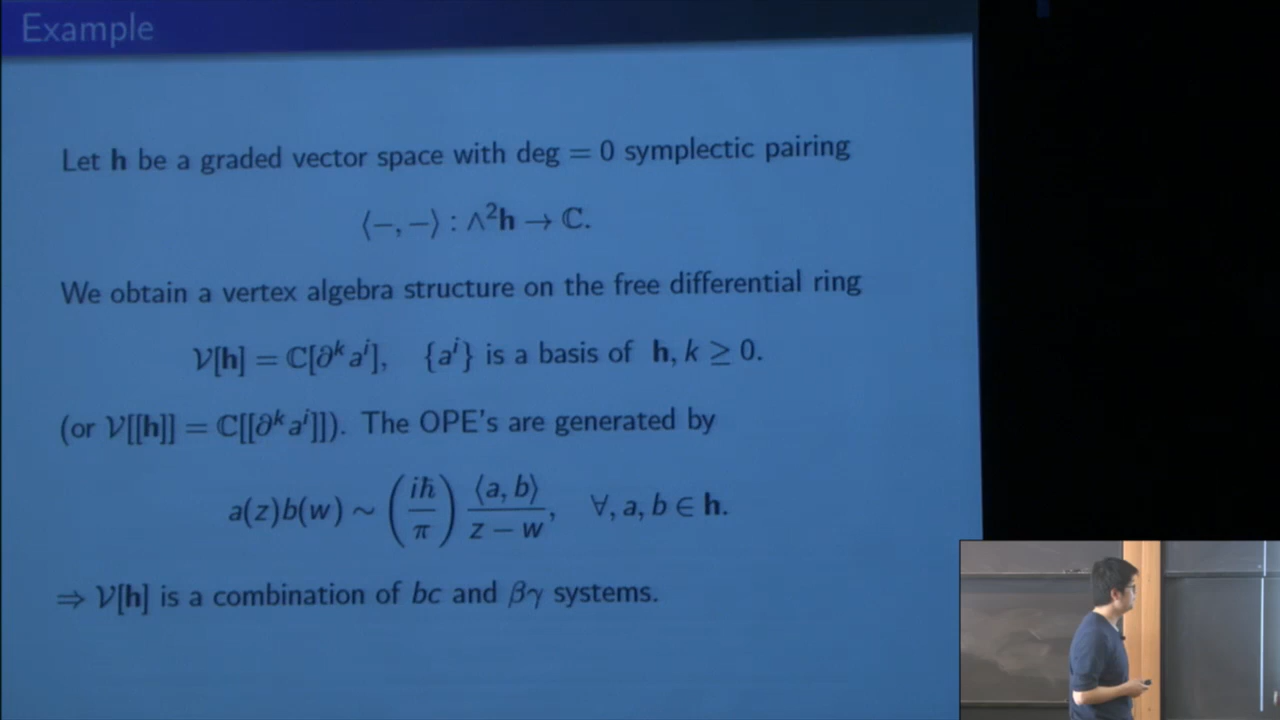 Example
Let h be a graded vector space with deg = 0 symplectic pairing
⟨−, −⟩ : ∧²h → ℂ.
We obtain a vertex algebra structure on the free differential ring
𝒱[h] = ℂ[∂ᵏaⁱ], {aⁱ} is a basis of h, k ≥ 0.
(or 𝒱[[h]] = ℂ[[∂ᵏaⁱ]]). The OPE's are generated by
a(z)b(w) ∼ (iℏ/π) ⟨a, b⟩/(z − w), ∀, a, b ∈ h.
⇒ 𝒱[h] is a combination of bc and βγ systems.